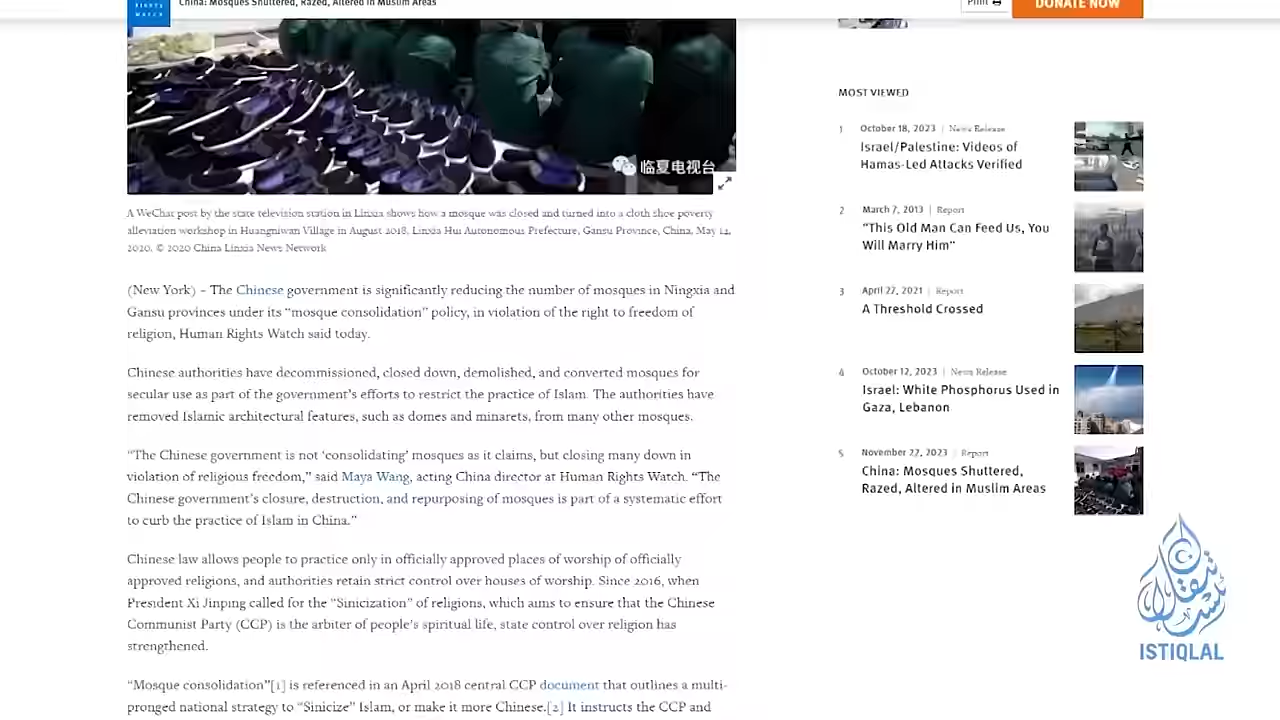 RIGHTS
WATCH
China: Mosques Shuttered, Razed, Altered in Muslim Areas
Print
DONATE NOW
临夏电视台
A WeChat post by the state television station in Linxia shows how a mosque was closed and turned into a cloth shoe poverty
alleviation workshop in Huangniwan Village in August 2018, Linxia Hui Autonomous Prefecture, Gansu Province, China, May 14,
2020. © 2020 China Linxia News Network
(New York) – The Chinese government is significantly reducing the number of mosques in Ningxia and
Gansu provinces under its “mosque consolidation” policy, in violation of the right to freedom of
religion, Human Rights Watch said today.
Chinese authorities have decommissioned, closed down, demolished, and converted mosques for
secular use as part of the government’s efforts to restrict the practice of Islam. The authorities have
removed Islamic architectural features, such as domes and minarets, from many other mosques.
“The Chinese government is not ‘consolidating’ mosques as it claims, but closing many down in
violation of religious freedom,” said Maya Wang, acting China director at Human Rights Watch. “The
Chinese government’s closure, destruction, and repurposing of mosques is part of a systematic effort
to curb the practice of Islam in China.”
Chinese law allows people to practice only in officially approved places of worship of officially
approved religions, and authorities retain strict control over houses of worship. Since 2016, when
President Xi Jinping called for the “Sinicization” of religions, which aims to ensure that the Chinese
Communist Party (CCP) is the arbiter of people’s spiritual life, state control over religion has
strengthened.
“Mosque consolidation”[1] is referenced in an April 2018 central CCP document that outlines a multi-
pronged national strategy to “Sinicize” Islam, or make it more Chinese.[2] It instructs the CCP and
MOST VIEWED
1 October 18, 2023 | News Release
Israel/Palestine: Videos of
Hamas-Led Attacks Verified
2 March 7, 2013 | Report
“This Old Man Can Feed Us, You
Will Marry Him”
3 April 27, 2021 | Report
A Threshold Crossed
4 October 12, 2023 | News Release
Israel: White Phosphorus Used in
Gaza, Lebanon
5 November 22, 2023 | Report
China: Mosques Shuttered,
Razed, Altered in Muslim Areas
ISTIQLAL